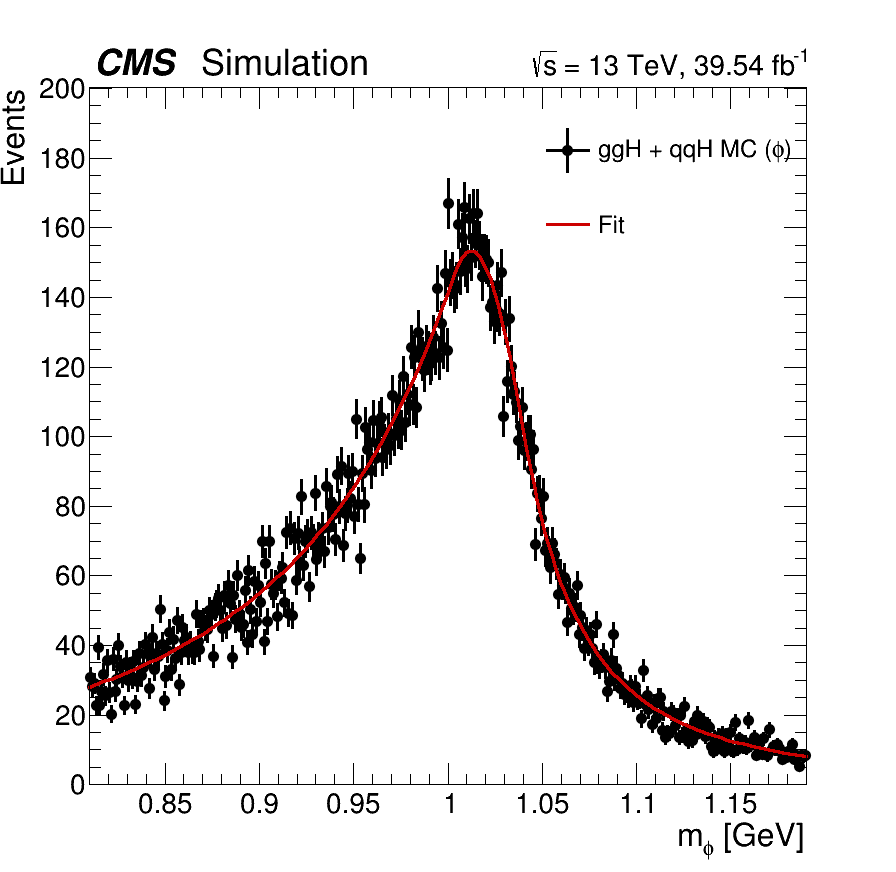 CMS Simulation √s = 13 TeV, 39.54 fb⁻¹
Events
200
180
160
140
120
100
80
60
40
20
0
ggH + qqH MC (ϕ)
Fit
0.85 0.9 0.95 1 1.05 1.1 1.15
m_ϕ [GeV]